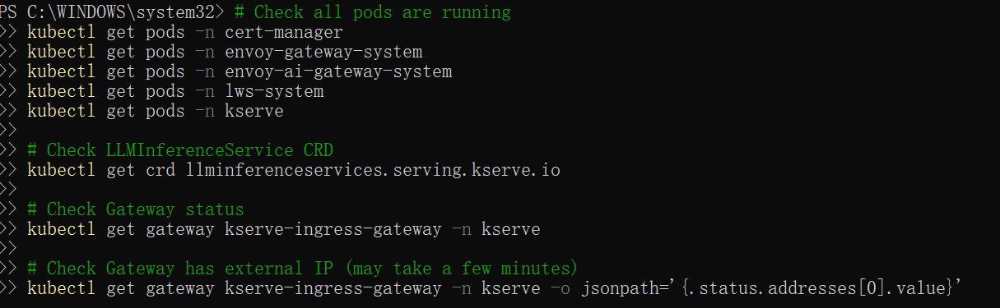 PS C:\WINDOWS\system32> # Check all pods are running
>> kubectl get pods -n cert-manager
>> kubectl get pods -n envoy-gateway-system
>> kubectl get pods -n envoy-ai-gateway-system
>> kubectl get pods -n lws-system
>> kubectl get pods -n kserve
>>
>> # Check LLMInferenceService CRD
>> kubectl get crd llminferenceservices.serving.kserve.io
>>
>> # Check Gateway status
>> kubectl get gateway kserve-ingress-gateway -n kserve
>>
>> # Check Gateway has external IP (may take a few minutes)
>> kubectl get gateway kserve-ingress-gateway -n kserve -o jsonpath='{.status.addresses[0].value}'